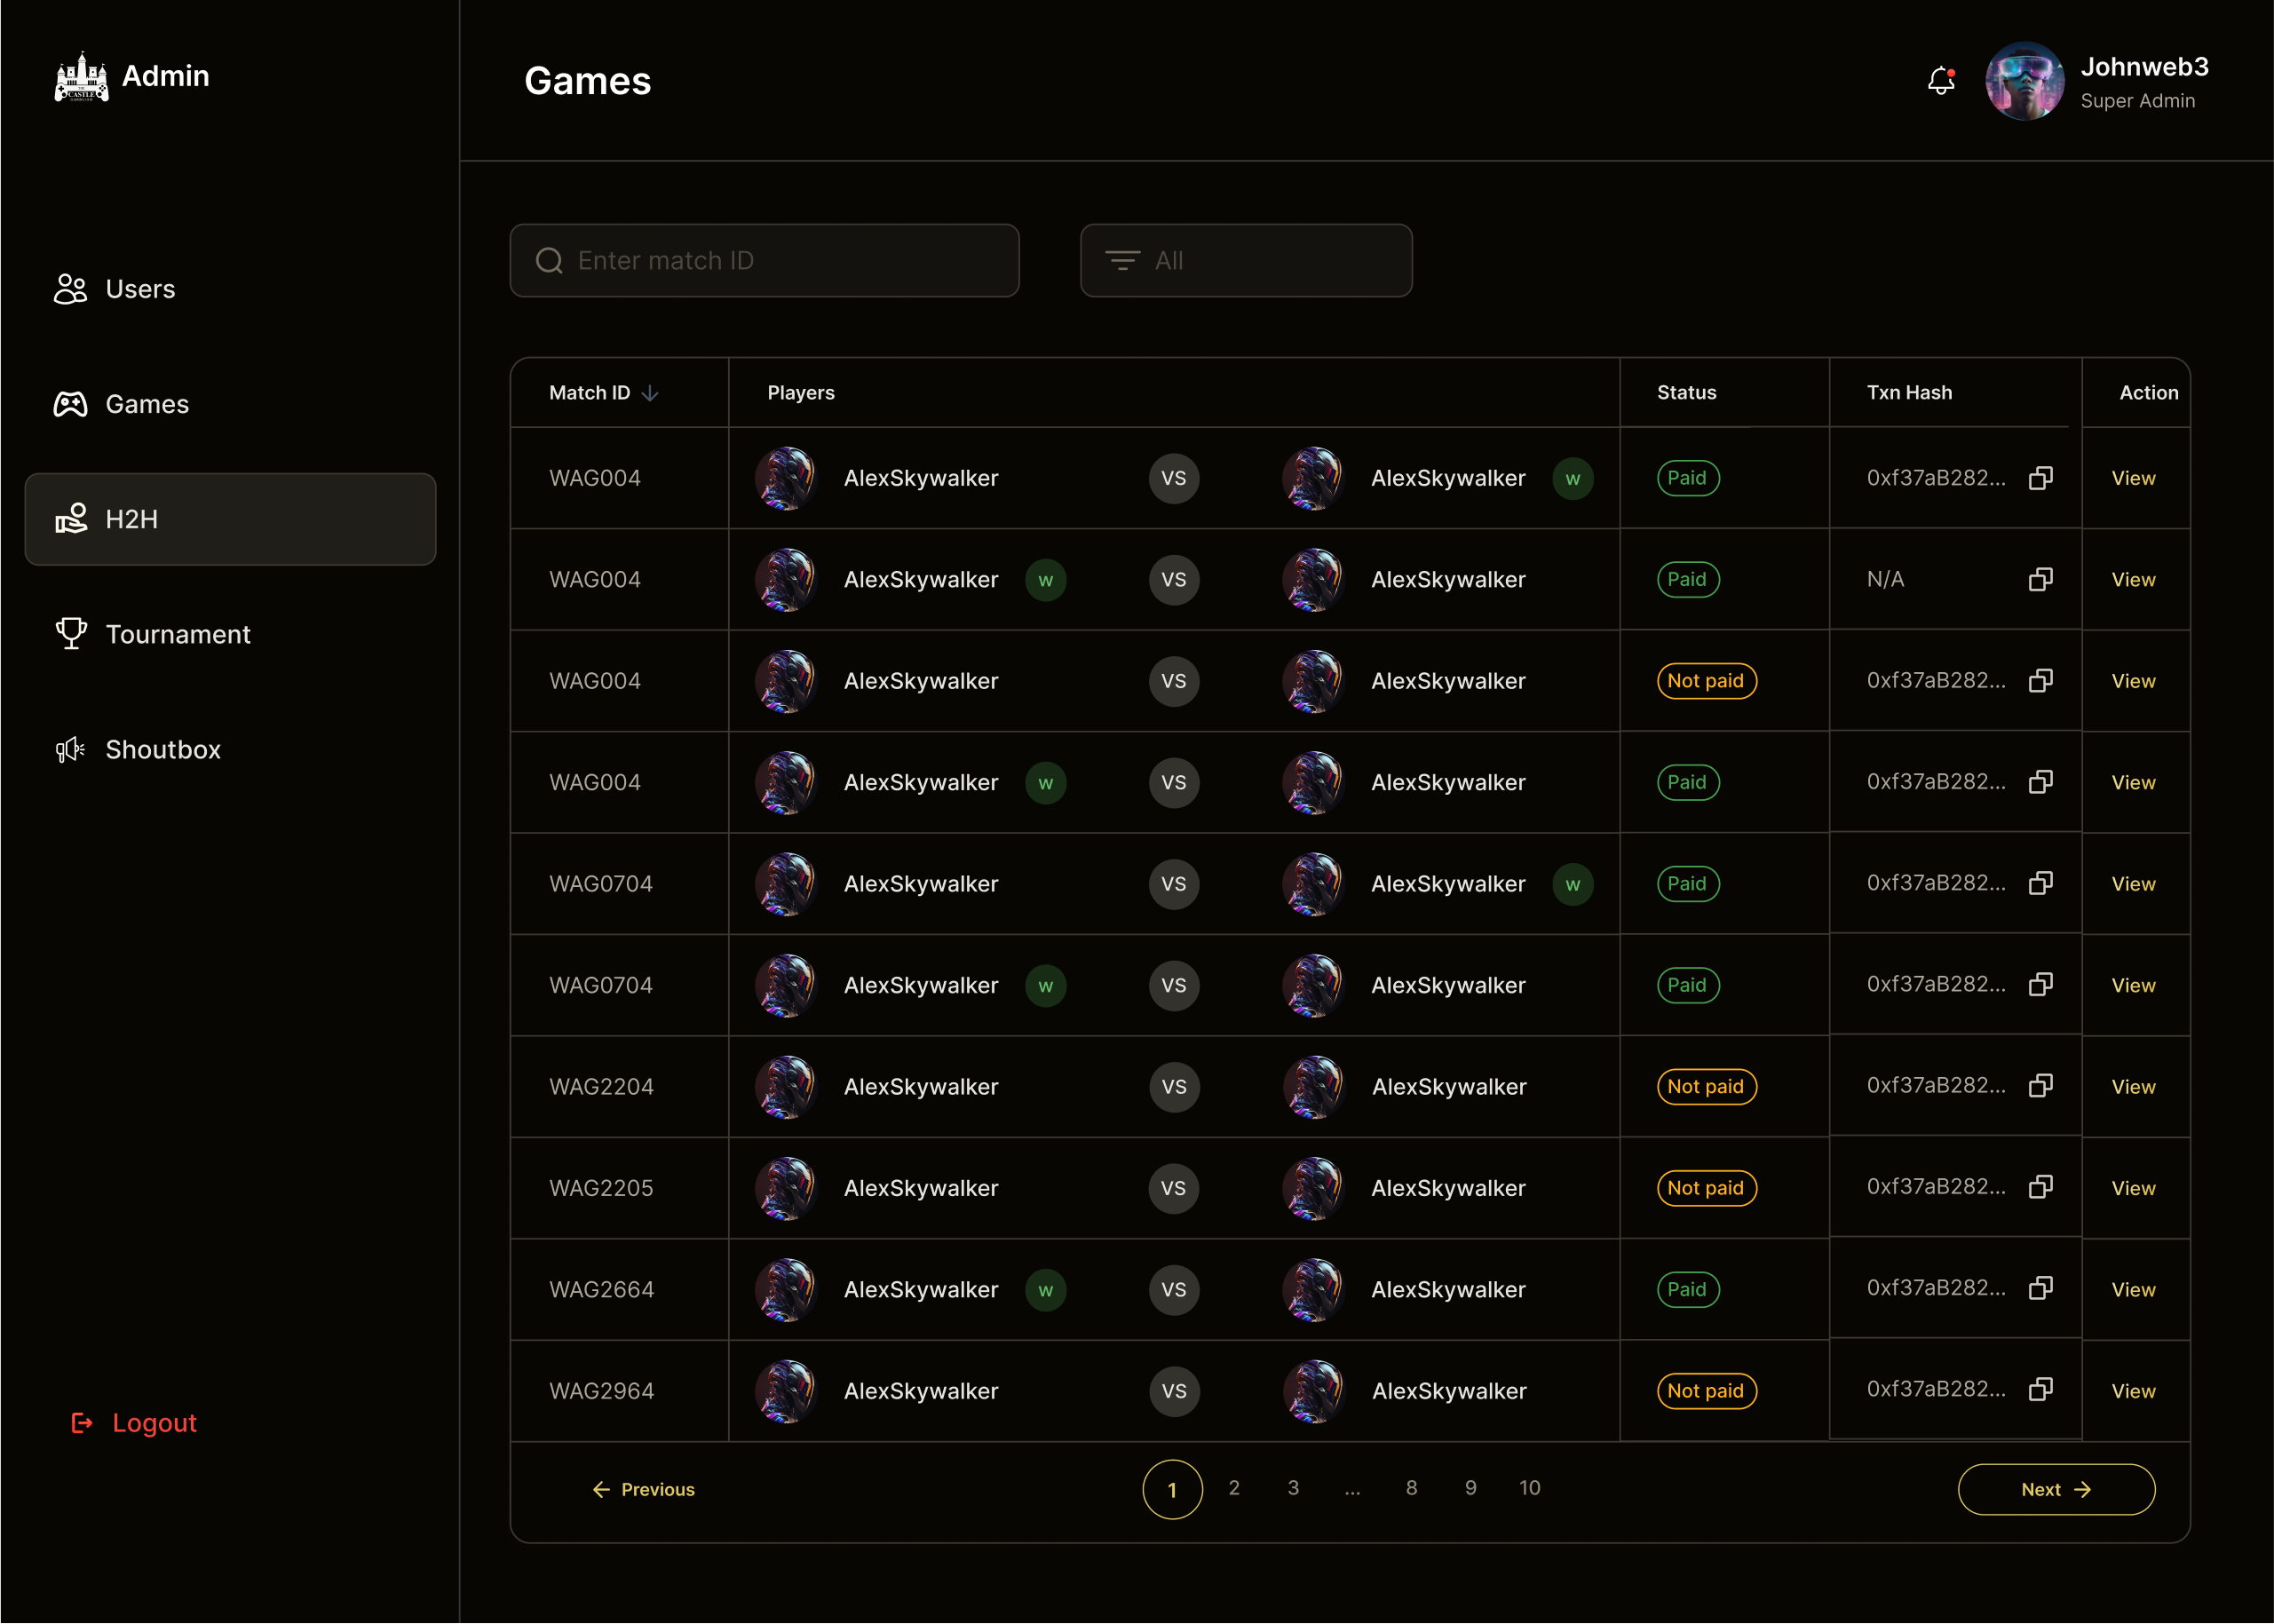 THE
CASTLE
Admin
Games
Johnweb3
Super Admin
Users
Games
H2H
Tournament
Shoutbox
Logout
Enter match ID
All
Match ID Players Status Txn Hash Action
WAG004 AlexSkywalker VS AlexSkywalker w Paid 0xf37aB282... View
WAG004 AlexSkywalker w VS AlexSkywalker Paid N/A View
WAG004 AlexSkywalker VS AlexSkywalker Not paid 0xf37aB282... View
WAG004 AlexSkywalker w VS AlexSkywalker Paid 0xf37aB282... View
WAG0704 AlexSkywalker VS AlexSkywalker w Paid 0xf37aB282... View
WAG0704 AlexSkywalker w VS AlexSkywalker Paid 0xf37aB282... View
WAG2204 AlexSkywalker VS AlexSkywalker Not paid 0xf37aB282... View
WAG2205 AlexSkywalker VS AlexSkywalker Not paid 0xf37aB282... View
WAG2664 AlexSkywalker w VS AlexSkywalker Paid 0xf37aB282... View
WAG2964 AlexSkywalker VS AlexSkywalker Not paid 0xf37aB282... View
Previous 1 2 3 ... 8 9 10 Next